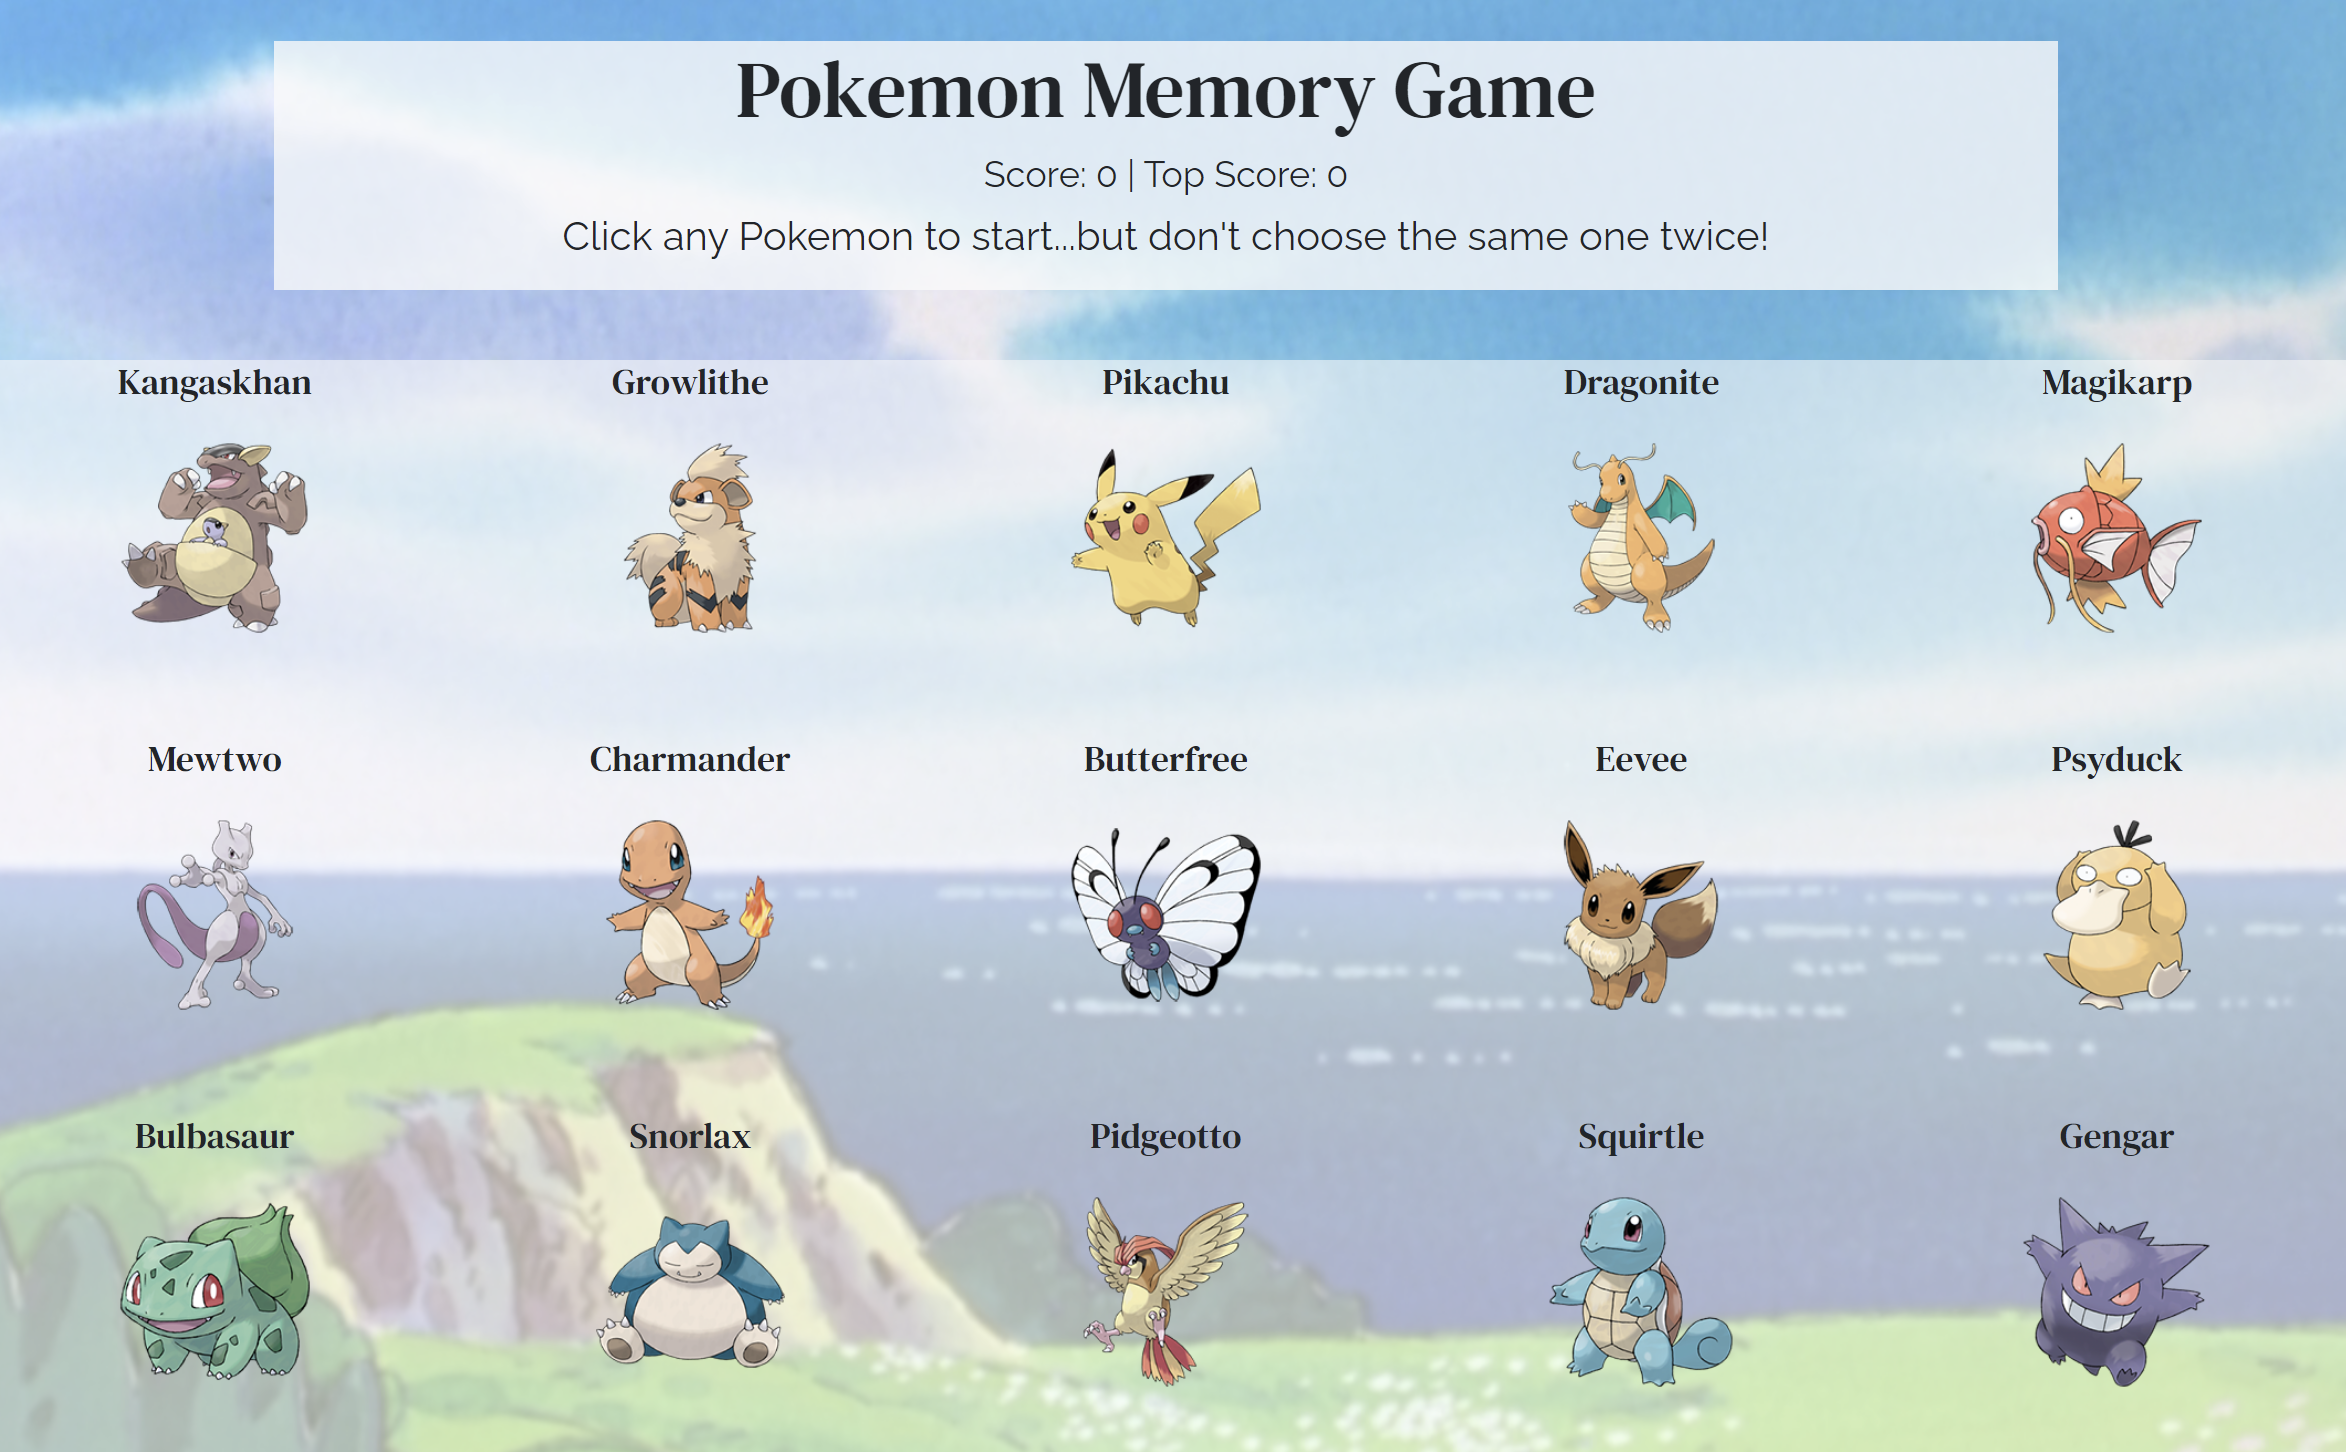 Pokemon Memory Game
Score: 0 | Top Score: 0
Click any Pokemon to start...but don't choose the same one twice!
Kangaskhan Growlithe Pikachu Dragonite Magikarp
Mewtwo Charmander Butterfree Eevee Psyduck
Bulbasaur Snorlax Pidgeotto Squirtle Gengar